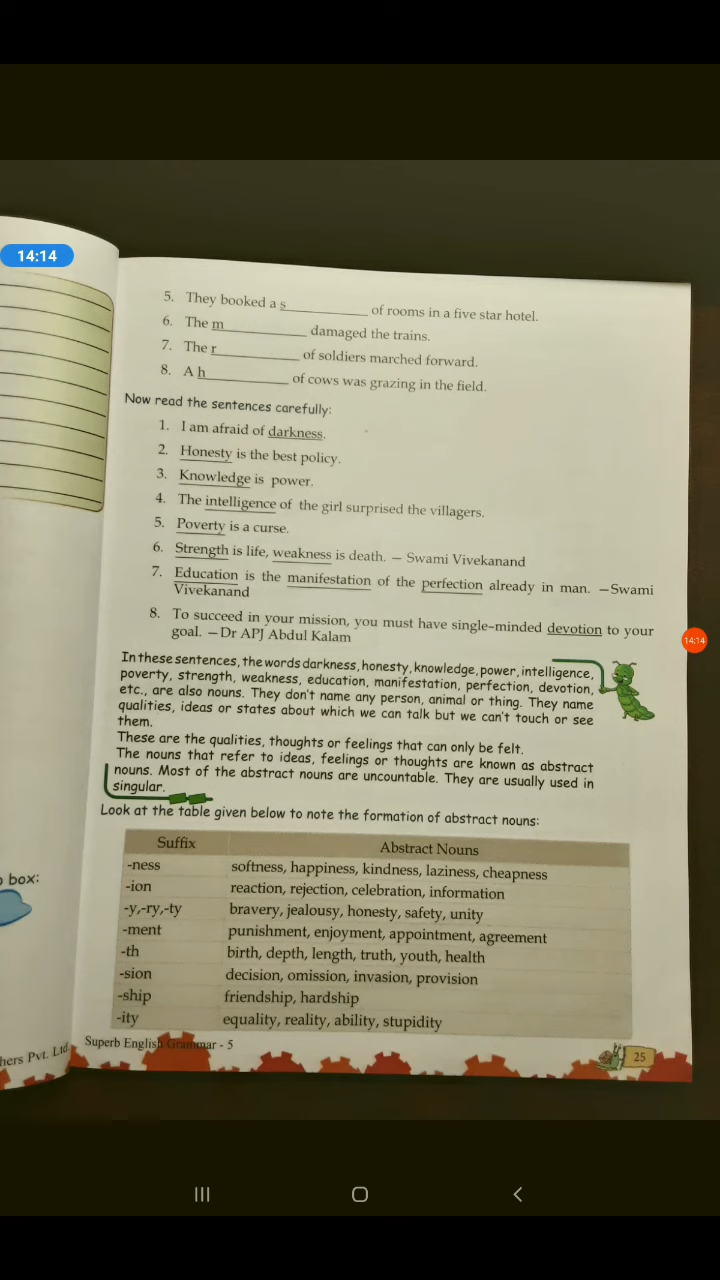 14:14
5. They booked a s__________ of rooms in a five star hotel.
6. The m__________ damaged the trains.
7. The r__________ of soldiers marched forward.
8. A h__________ of cows was grazing in the field.
Now read the sentences carefully:
1. I am afraid of darkness.
2. Honesty is the best policy.
3. Knowledge is power.
4. The intelligence of the girl surprised the villagers.
5. Poverty is a curse.
6. Strength is life, weakness is death. — Swami Vivekanand
7. Education is the manifestation of the perfection already in man. —Swami
Vivekanand
8. To succeed in your mission, you must have single–minded devotion to your
goal. —Dr APJ Abdul Kalam
14:14
In these sentences, the words darkness, honesty, knowledge, power, intelligence,
poverty, strength, weakness, education, manifestation, perfection, devotion,
etc., are also nouns. They don't name any person, animal or thing. They name
qualities, ideas or states about which we can talk but we can't touch or see
them.
These are the qualities, thoughts or feelings that can only be felt.
The nouns that refer to ideas, feelings or thoughts are known as abstract
nouns. Most of the abstract nouns are uncountable. They are usually used in
singular.
Look at the table given below to note the formation of abstract nouns:
Suffix Abstract Nouns
-ness softness, happiness, kindness, laziness, cheapness
-ion reaction, rejection, celebration, information
-y,-ry,-ty bravery, jealousy, honesty, safety, unity
-ment punishment, enjoyment, appointment, agreement
-th birth, depth, length, truth, youth, health
-sion decision, omission, invasion, provision
-ship friendship, hardship
-ity equality, reality, ability, stupidity
Superb English Grammar - 5
25
box:
hers Pvt. Ltd